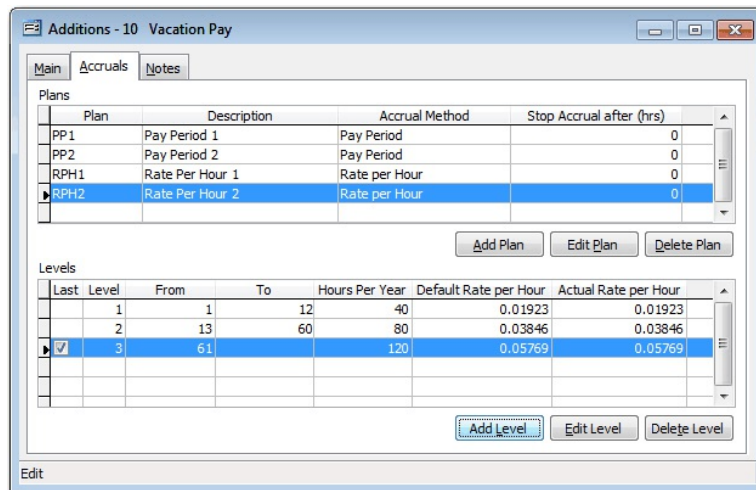 Additions - 10 Vacation Pay
Main Accruals Notes
Plans
Plan Description Accrual Method Stop Accrual after (hrs)
PP1 Pay Period 1 Pay Period 0
PP2 Pay Period 2 Pay Period 0
RPH1 Rate Per Hour 1 Rate per Hour 0
RPH2 Rate Per Hour 2 Rate per Hour 0
Add Plan Edit Plan Delete Plan
Levels
Last Level From To Hours Per Year Default Rate per Hour Actual Rate per Hour
1 1 12 40 0.01923 0.01923
2 13 60 80 0.03846 0.03846
3 61 120 0.05769 0.05769
Add Level Edit Level Delete Level
Edit